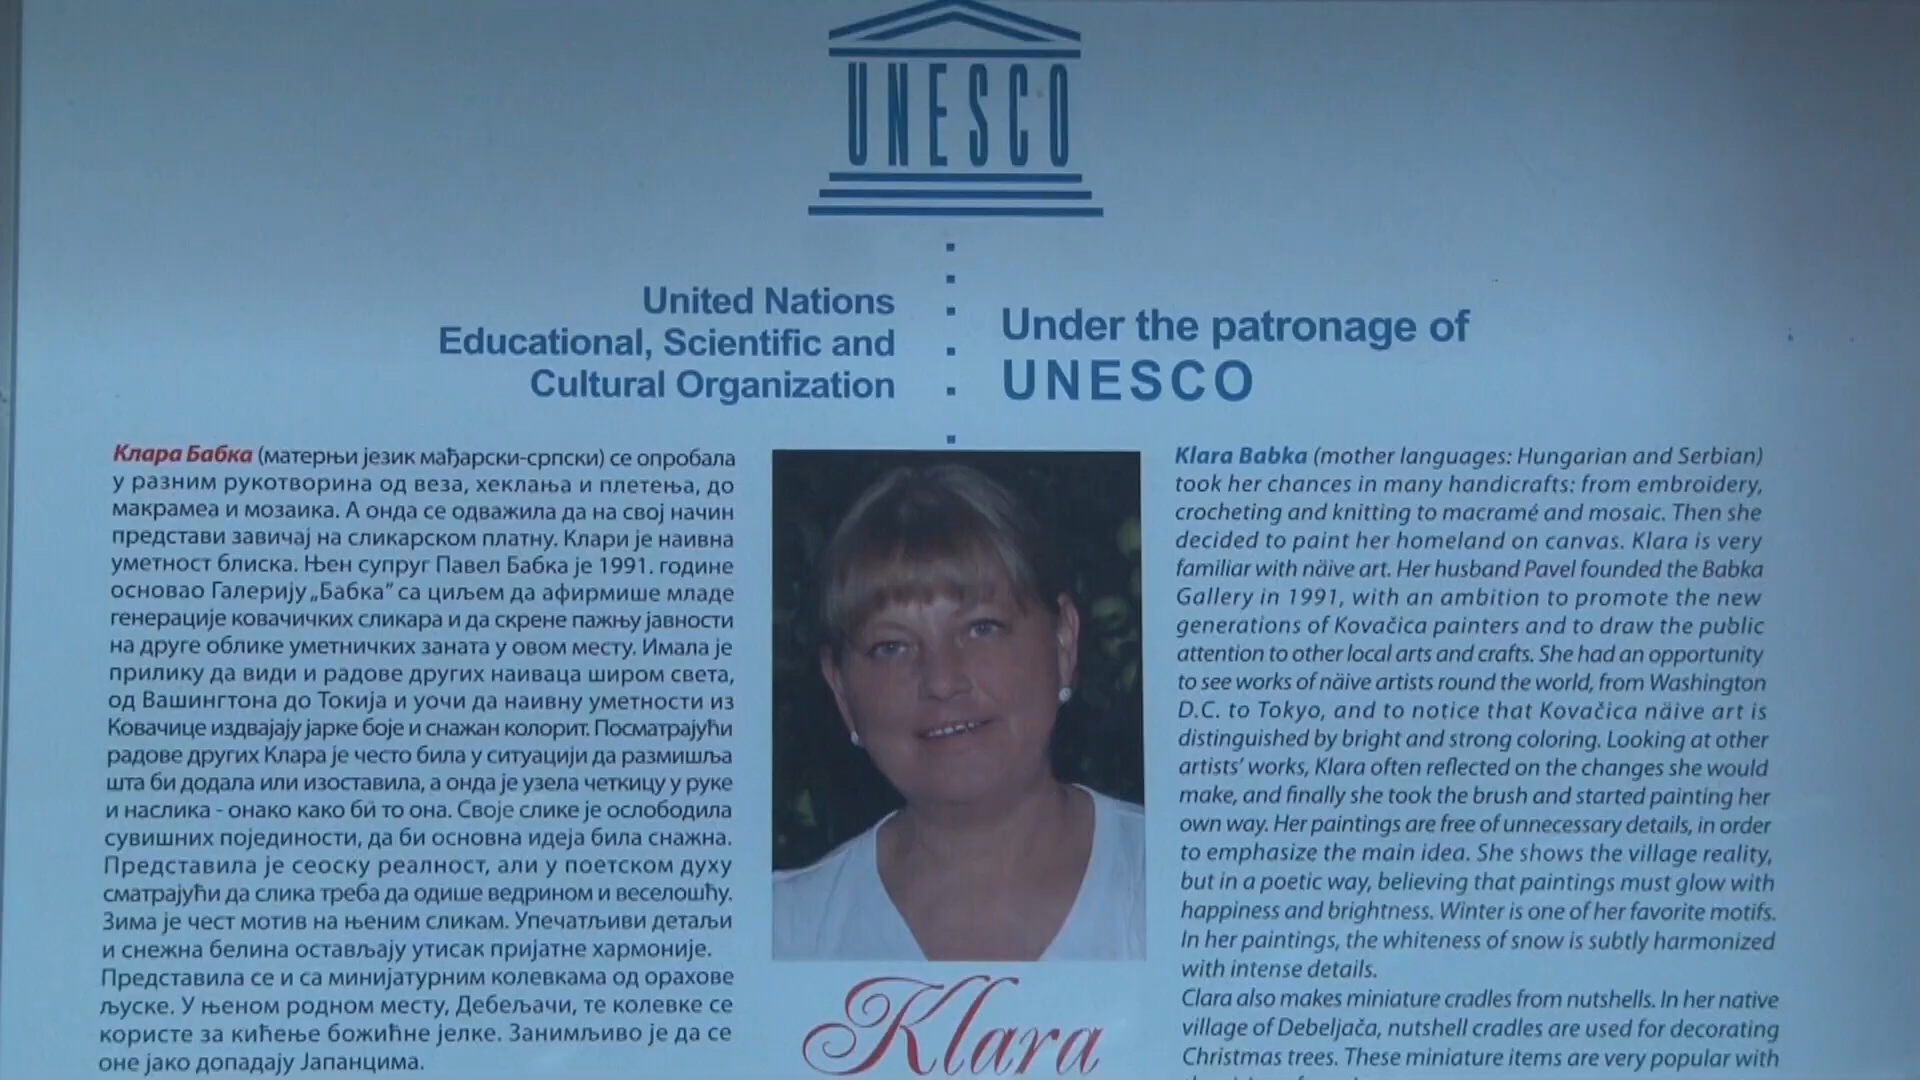 UNESCO
United Nations
Educational, Scientific and
Cultural Organization
Under the patronage of
UNESCO
Клара Бабка (матерњи језик мађарски-српски) се опробала
у разним рукотворина од веза, хеклања и плетења, до
макрамеа и мозаика. А онда се одважила да на свој начин
представи завичај на сликарском платну. Клари је наивна
уметност блиска. Њен супруг Павел Бабка је 1991. године
основао Галерију „Бабка" са циљем да афирмише младе
генерације ковачичких сликара и да скрене пажњу јавности
на друге облике уметничких заната у овом месту. Имала је
прилику да види и радове других наиваца широм света,
од Вашингтона до Токија и уочи да наивну уметности из
Ковачице издвајају јарке боје и снажан колорит. Посматрајући
радове других Клара је често била у ситуацији да размишља
шта би додала или изоставила, а онда је узела четкицу у руке
и наслика - онако како би то она. Своје слике је ослободила
сувишних појединости, да би основна идеја била снажна.
Представила је сеоску реалност, али у поетском духу
сматрајући да слика треба да одише ведрином и веселошћу.
Зима је чест мотив на њеним сликам. Упечатљиви детаљи
и снежна белина остављају утисак пријатне хармоније.
Представила се и са минијатурним колевкама од орахове
љуске. У њеном родном месту, Дебељачи, те колевке се
користе за кићење божићне јелке. Занимљиво је да се
оне јако допадају Јапанцима.
Klara
Klara Babka (mother languages: Hungarian and Serbian)
took her chances in many handicrafts: from embroidery,
crocheting and knitting to macramé and mosaic. Then she
decided to paint her homeland on canvas. Klara is very
familiar with näive art. Her husband Pavel founded the Babka
Gallery in 1991, with an ambition to promote the new
generations of Kovačica painters and to draw the public
attention to other local arts and crafts. She had an opportunity
to see works of näive artists round the world, from Washington
D.C. to Tokyo, and to notice that Kovačica näive art is
distinguished by bright and strong coloring. Looking at other
artists' works, Klara often reflected on the changes she would
make, and finally she took the brush and started painting her
own way. Her paintings are free of unnecessary details, in order
to emphasize the main idea. She shows the village reality,
but in a poetic way, believing that paintings must glow with
happiness and brightness. Winter is one of her favorite motifs.
In her paintings, the whiteness of snow is subtly harmonized
with intense details.
Clara also makes miniature cradles from nutshells. In her native
village of Debeljača, nutshell cradles are used for decorating
Christmas trees. These miniature items are very popular with